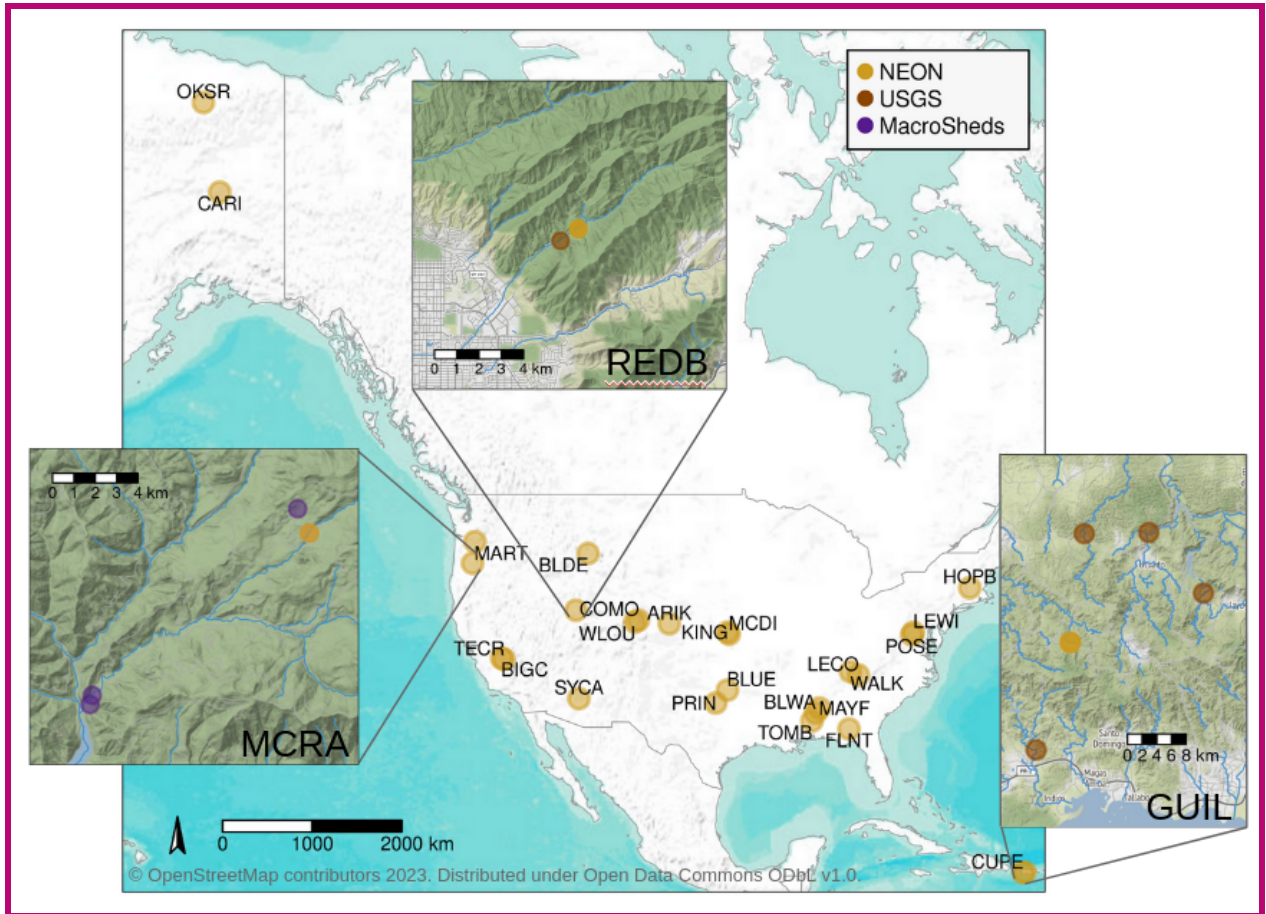 OKSR
CARI
NEON
USGS
MacroSheds
0 1 2 3 4 km
REDB
0 1 2 3 4 km
MCRA
MART
BLDE
HOPB
COMO
ARIK
WLOU
KING
MCDI
LEWI
POSE
TECR
BIGC
SYCA
LECO
WALK
BLUE
PRIN
BLWA
MAYF
TOMB
FLNT
Santo
Domingo
0 2 4 6 8 km
Magas
Indios
Tallabo
GUIL
0 1000 2000 km
CUPE
© OpenStreetMap contributors 2023. Distributed under Open Data Commons ODbL v1.0.